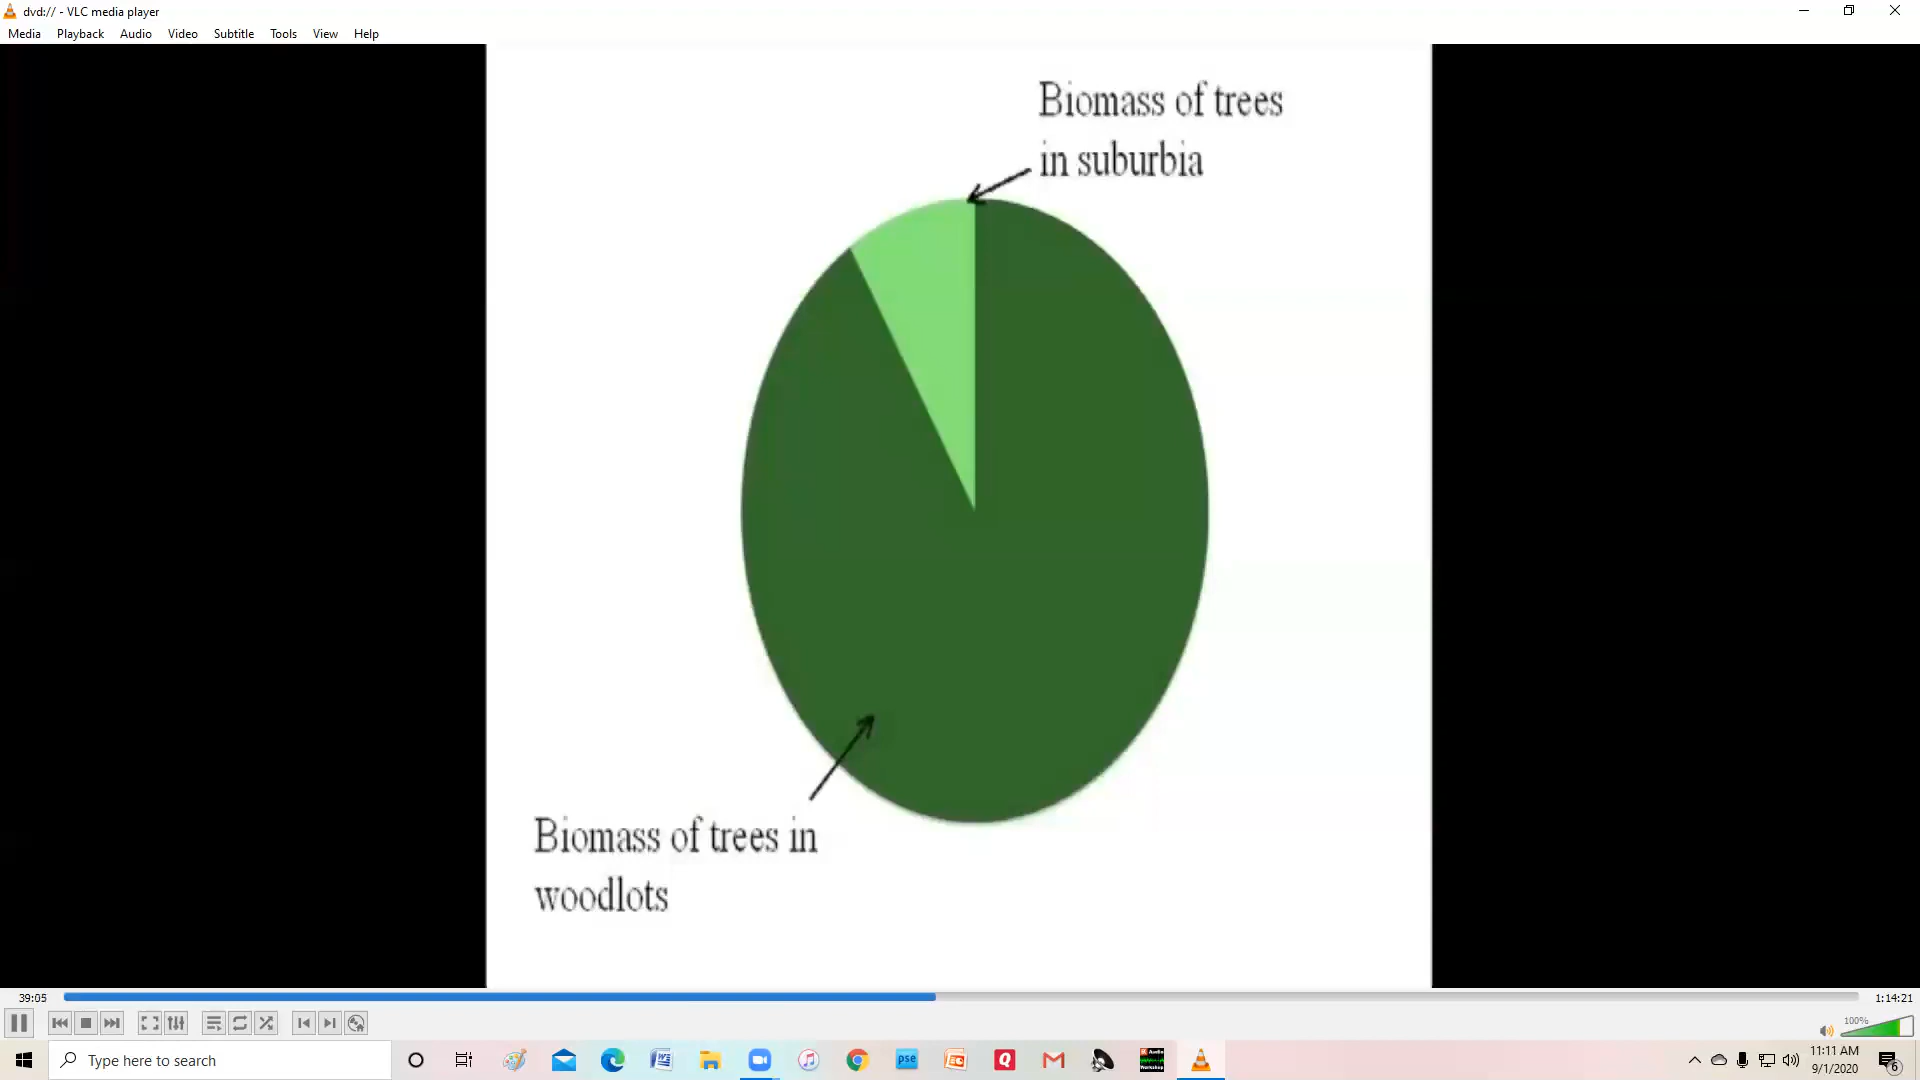 dvd:// - VLC media player
Media Playback Audio Video Subtitle Tools View Help
Biomass of trees
in suburbia
Biomass of trees in
woodlots
39:05
1:14:21
100%
Type here to search
pse
11:11 AM
9/1/2020
6